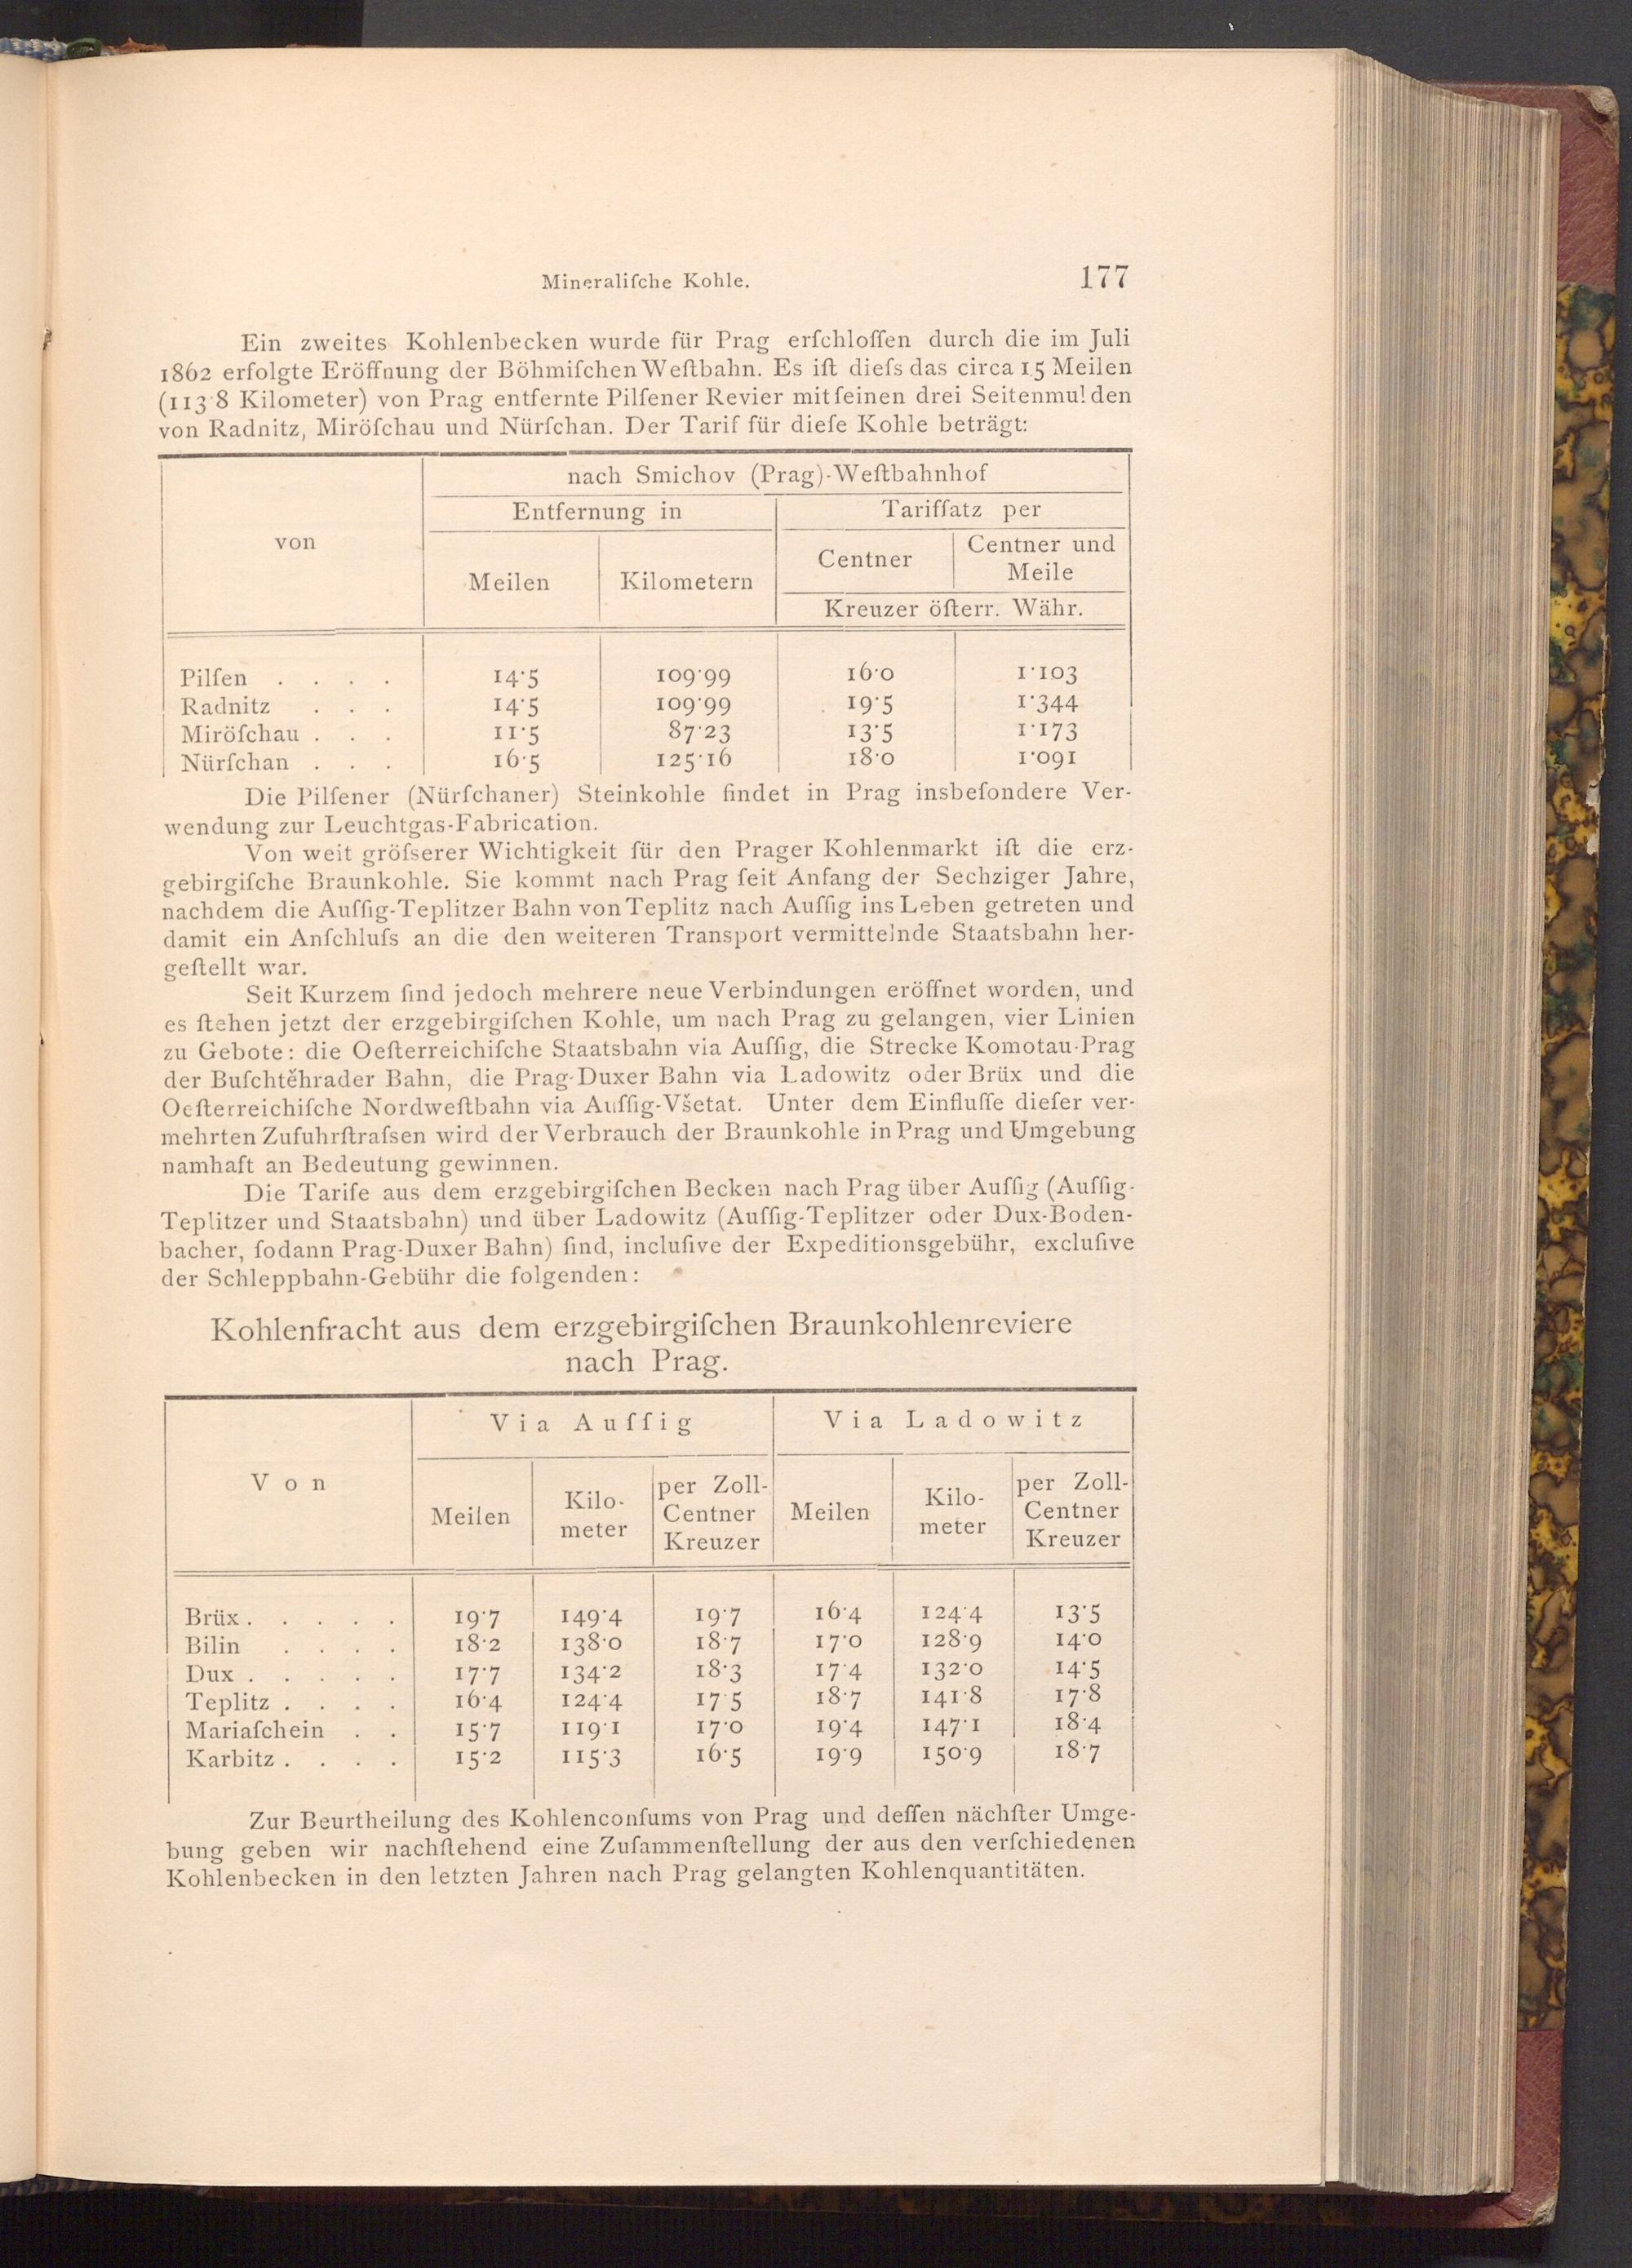 Mineraliſche Kohle. 177
Ein zweites Kohlenbecken wurde für Prag erſchloſſen durch die im Juli
1862 erfolgte Eröffnung der Böhmiſchen Weſtbahn. Es iſt dieſs das circa 15 Meilen
(113·8 Kilometer) von Prag entfernte Pilſener Revier mit ſeinen drei Seitenmulden
von Radnitz, Miröſchau und Nürſchan. Der Tarif für dieſe Kohle beträgt:
nach Smichov (Prag)-Weſtbahnhof
Entfernung in Tarifſatz per
von
Centner Centner und
Meile
Meilen Kilometern
Kreuzer öſterr. Währ.
Pilſen . . . . 14·5 109·99 16·0 1·103
Radnitz . . . 14·5 109·99 19·5 1·344
Miröſchau . . . 11·5 87·23 13·5 1·173
Nürſchan . . . 16·5 125·16 18·0 1·091
Die Pilſener (Nürſchaner) Steinkohle findet in Prag insbeſondere Ver-
wendung zur Leuchtgas-Fabrication.
Von weit gröſserer Wichtigkeit für den Prager Kohlenmarkt iſt die erz-
gebirgiſche Braunkohle. Sie kommt nach Prag ſeit Anfang der Sechziger Jahre,
nachdem die Auſſig-Teplitzer Bahn von Teplitz nach Auſſig ins Leben getreten und
damit ein Anſchluſs an die den weiteren Transport vermittelnde Staatsbahn her-
geſtellt war.
Seit Kurzem ſind jedoch mehrere neue Verbindungen eröffnet worden, und
es ſtehen jetzt der erzgebirgiſchen Kohle, um nach Prag zu gelangen, vier Linien
zu Gebote: die Oeſterreichiſche Staatsbahn via Auſſig, die Strecke Komotau-Prag
der Buſchtěhrader Bahn, die Prag-Duxer Bahn via Ladowitz oder Brüx und die
Oeſterreichiſche Nordweſtbahn via Auſſig-Všetat. Unter dem Einfluſſe dieſer ver-
mehrten Zufuhrſtraſsen wird der Verbrauch der Braunkohle in Prag und Umgebung
namhaft an Bedeutung gewinnen.
Die Tarife aus dem erzgebirgiſchen Becken nach Prag über Auſſig (Auſſig-
Teplitzer und Staatsbahn) und über Ladowitz (Auſſig-Teplitzer oder Dux-Boden-
bacher, ſodann Prag-Duxer Bahn) ſind, incluſive der Expeditionsgebühr, excluſive
der Schleppbahn-Gebühr die folgenden:
Kohlenfracht aus dem erzgebirgiſchen Braunkohlenreviere
nach Prag.
Via Auſſig Via Ladowitz
Von
Meilen Kilo-
meter per Zoll-
Centner
Kreuzer Meilen Kilo-
meter per Zoll-
Centner
Kreuzer
Brüx . . . . . 19·7 149·4 19·7 16·4 124·4 13·5
Bilin . . . . 18·2 138·0 18·7 17·0 128·9 14·0
Dux . . . . . 17·7 134·2 18·3 17·4 132·0 14·5
Teplitz . . . . 16·4 124·4 17·5 18·7 141·8 17·8
Mariaſchein . . 15·7 119·1 17·0 19·4 147·1 18·4
Karbitz . . . . 15·2 115·3 16·5 19·9 150·9 18·7
Zur Beurtheilung des Kohlenconſums von Prag und deſſen nächſter Umge-
bung geben wir nachſtehend eine Zuſammenſtellung der aus den verſchiedenen
Kohlenbecken in den letzten Jahren nach Prag gelangten Kohlenquantitäten.